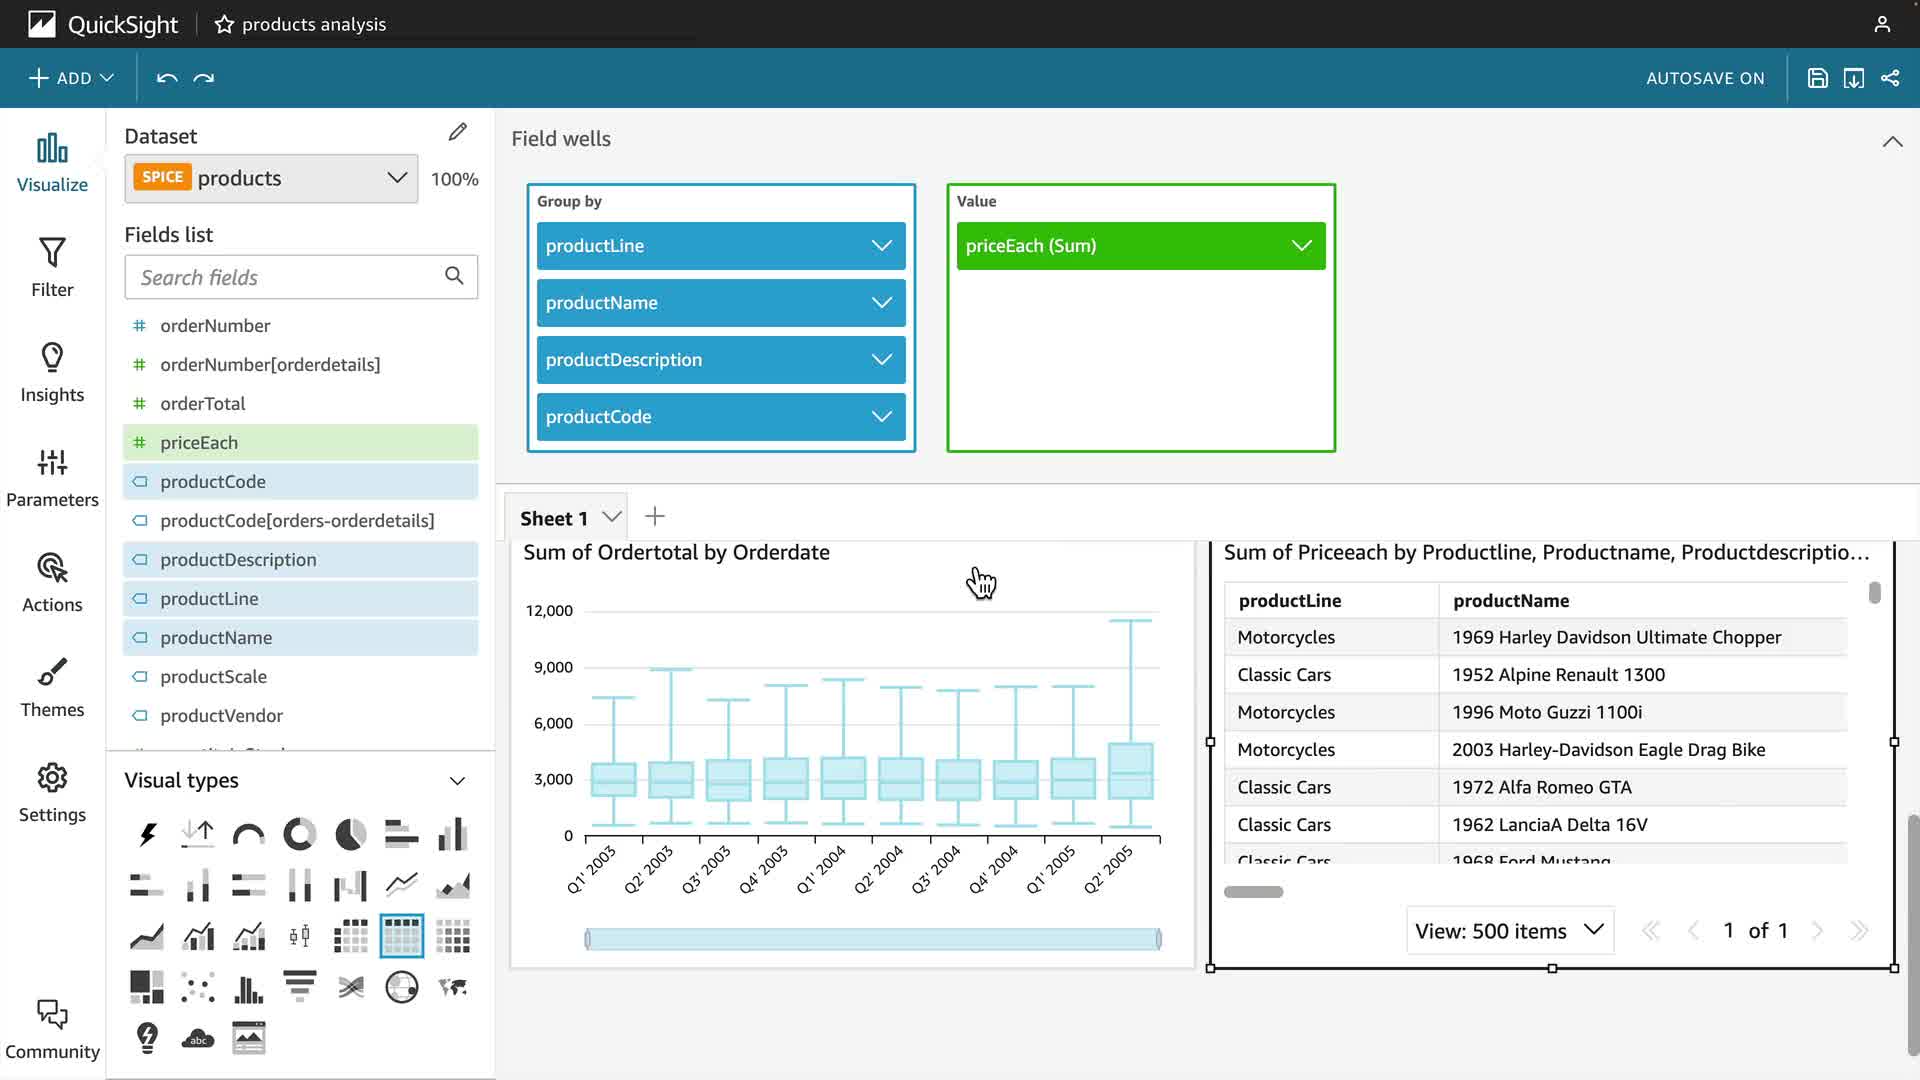 QuickSight
products analysis
ADD
AUTOSAVE ON
Visualize
Filter
Insights
Parameters
Actions
Themes
Settings
Community
Dataset
SPICE products
100%
Fields list
Search fields
# orderNumber
# orderNumber[orderdetails]
# orderTotal
# priceEach
productCode
productCode[orders-orderdetails]
productDescription
productLine
productName
productScale
productVendor
Visual types
abc
Field wells
Group by
productLine
productName
productDescription
productCode
Value
priceEach (Sum)
Sheet 1
Sum of Ordertotal by Orderdate
12,000
9,000
6,000
3,000
0
Q1' 2003
Q2' 2003
Q3' 2003
Q4' 2003
Q1' 2004
Q2' 2004
Q3' 2004
Q4' 2004
Q1' 2005
Q2' 2005
Sum of Priceeach by Productline, Productname, Productdescriptio...
productLine productName
Motorcycles 1969 Harley Davidson Ultimate Chopper
Classic Cars 1952 Alpine Renault 1300
Motorcycles 1996 Moto Guzzi 1100i
Motorcycles 2003 Harley-Davidson Eagle Drag Bike
Classic Cars 1972 Alfa Romeo GTA
Classic Cars 1962 LanciaA Delta 16V
Classic Cars 1968 Ford Mustang
View: 500 items
1 of 1